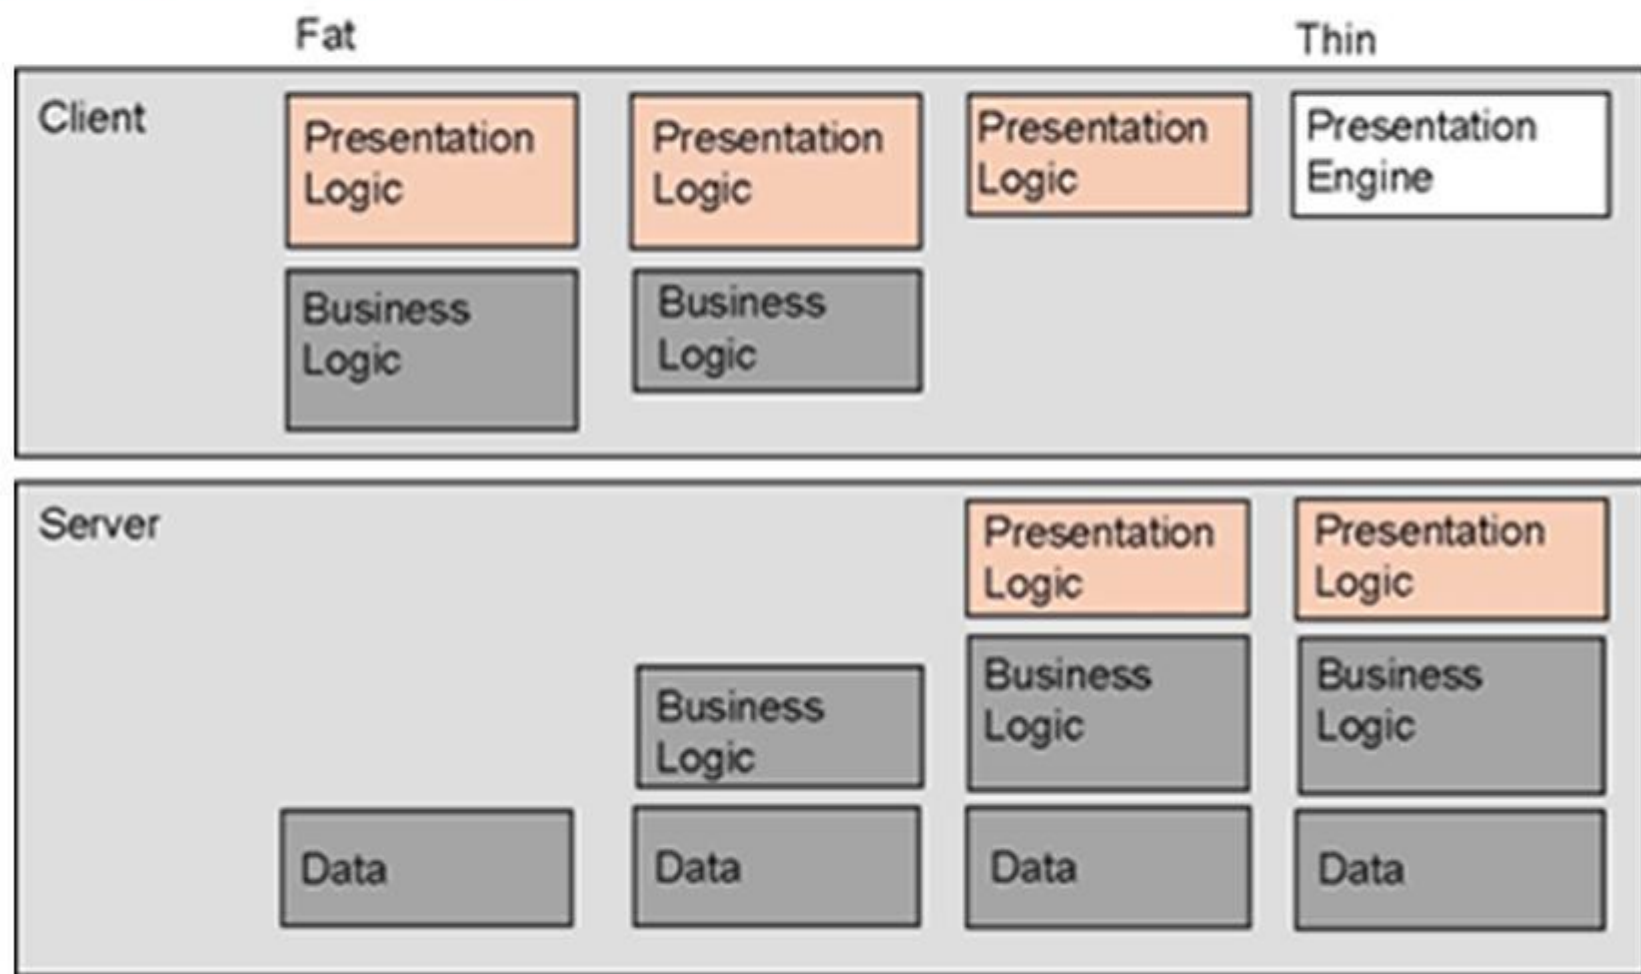 Fat
Thin
Client
Presentation
Logic
Presentation
Logic
Presentation
Logic
Presentation
Engine
Business
Logic
Business
Logic
Server
Presentation
Logic
Presentation
Logic
Business
Logic
Business
Logic
Business
Logic
Data
Data
Data
Data